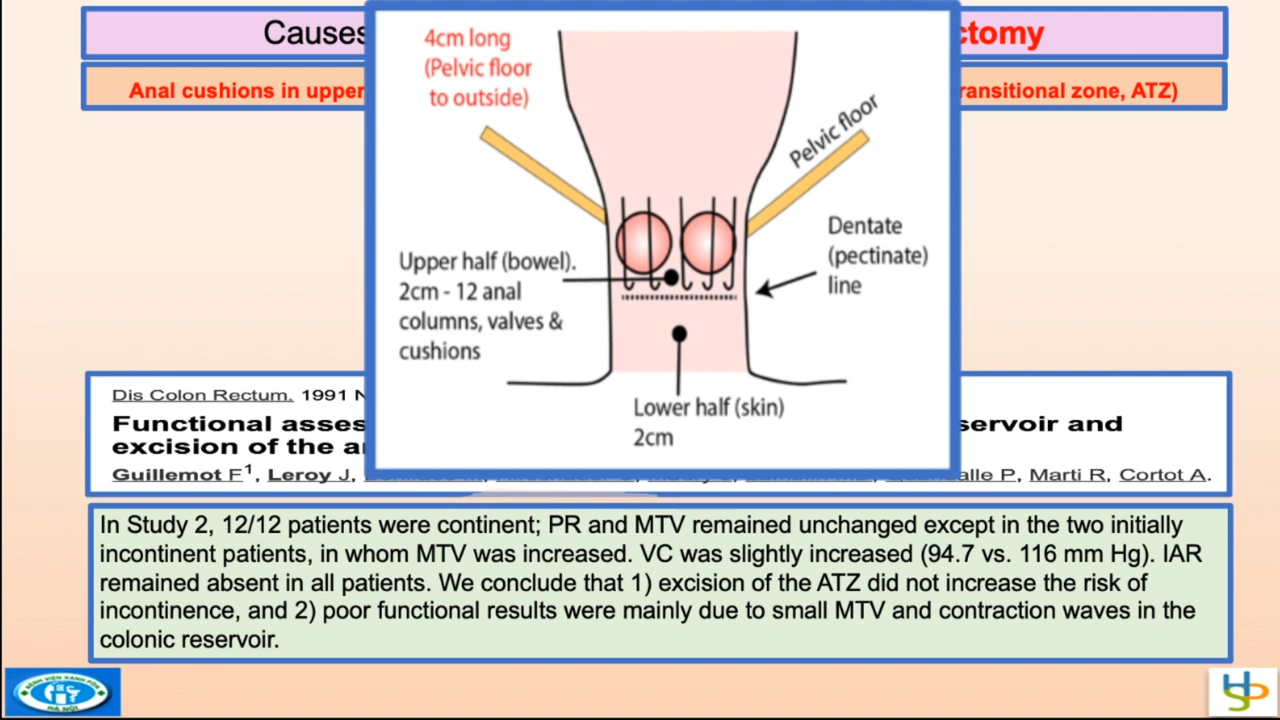 Causes
ctomy
Anal cushions in upper
ransitional zone, ATZ)
4cm long
(Pelvic floor
to outside)
Pelvic floor
Dentate
(pectinate)
line
Upper half (bowel).
2cm - 12 anal
columns, valves &
cushions
Lower half (skin)
2cm
Dis Colon Rectum. 1991 N
Functional asses
servoir and
excision of the a
Guillemot F1, Leroy J,
alle P, Marti R, Cortot A.
In Study 2, 12/12 patients were continent; PR and MTV remained unchanged except in the two initially
incontinent patients, in whom MTV was increased. VC was slightly increased (94.7 vs. 116 mm Hg). IAR
remained absent in all patients. We conclude that 1) excision of the ATZ did not increase the risk of
incontinence, and 2) poor functional results were mainly due to small MTV and contraction waves in the
colonic reservoir.
BỆNH VIỆN XANH PÔN
HÀ NỘI